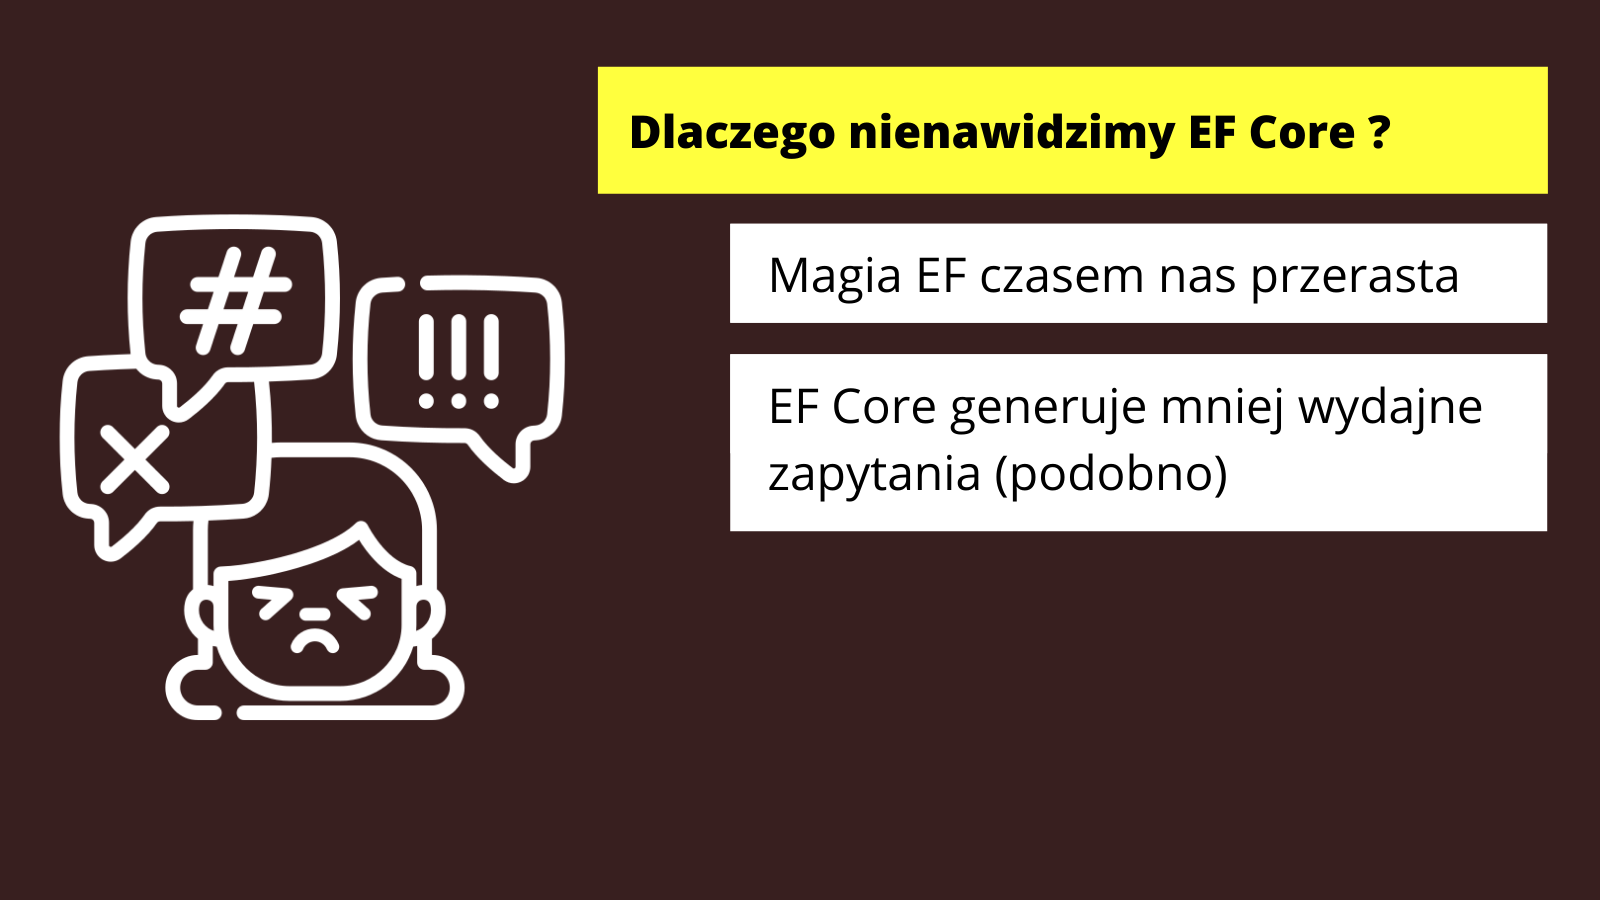 Dlaczego nienawidzimy EF Core ?
Magia EF czasem nas przerasta
EF Core generuje mniej wydajne
zapytania (podobno)
#
!!!